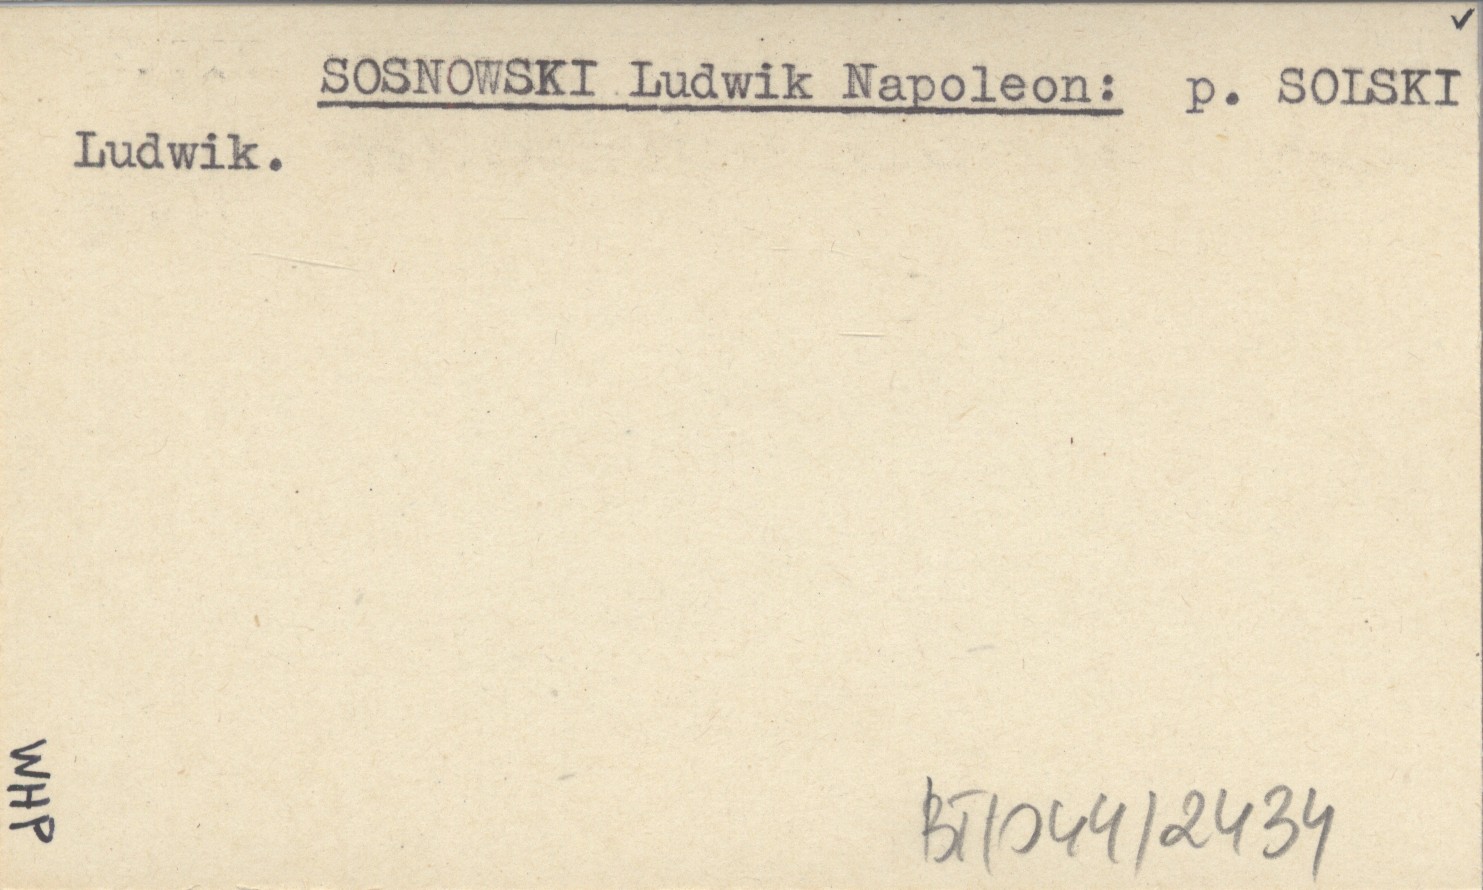 ✓
SOSNOWSKI Ludwik Napoleon: p. SOLSKI
Ludwik.
WHP
BT/044/2434